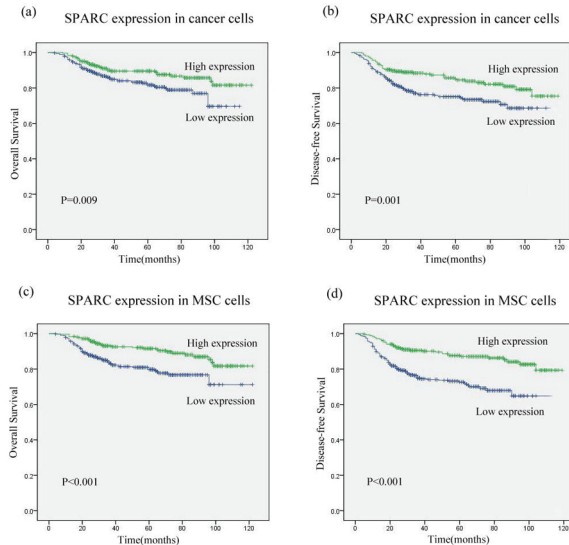 (a)
SPARC expression in cancer cells
1.0
0.8
0.6
0.4
0.2
0.0
Overall Survival
High expression
Low expression
P=0.009
0 20 40 60 80 100 120
Time(months)
(b)
SPARC expression in cancer cells
1.0
0.8
0.6
0.4
0.2
0.0
Disease-free Survival
High expression
Low expression
P=0.001
0 20 40 60 80 100 120
Time(months)
(c)
SPARC expression in MSC cells
1.0
0.8
0.6
0.4
0.2
0.0
Overall Survival
High expression
Low expression
P<0.001
0 20 40 60 80 100 120
Time(months)
(d)
SPARC expression in MSC cells
1.0
0.8
0.6
0.4
0.2
0.0
Disease-free Survival
High expression
Low expression
P<0.001
0 20 40 60 80 100 120
Time(months)